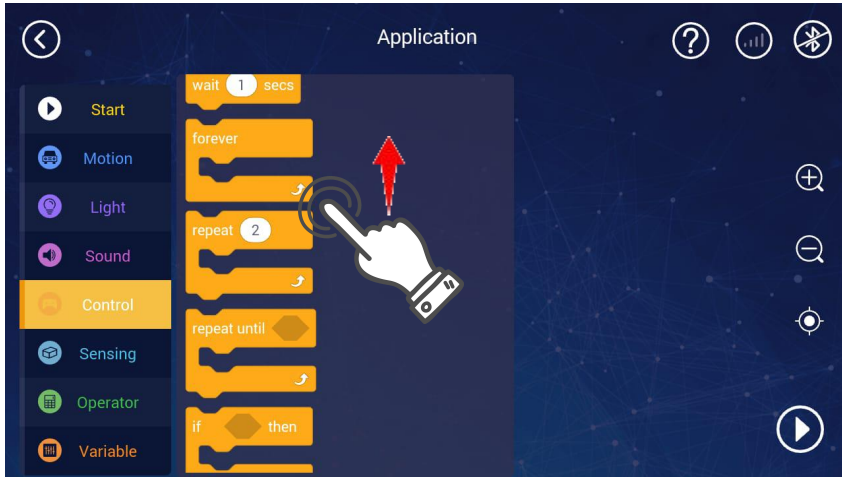 Application
Start
Motion
Light
Sound
Control
Sensing
Operator
Variable
wait 1 secs
forever
repeat 2
repeat until
if then